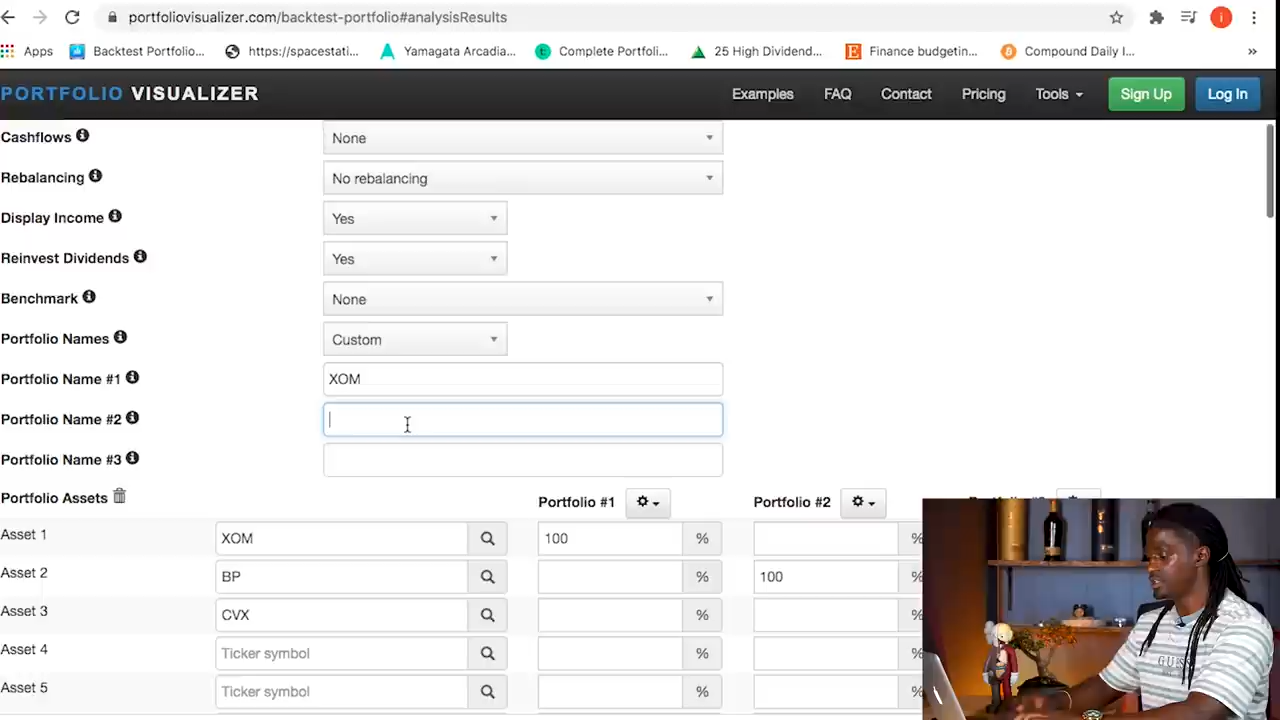 portfoliovisualizer.com/backtest-portfolio#analysisResults
Apps Backtest Portfolio... https://spacestati... Yamagata Arcadia... Complete Portfoli... 25 High Dividend... Finance budgetin... Compound Daily I... »
PORTFOLIO VISUALIZER Examples FAQ Contact Pricing Tools Sign Up Log In
Cashflows None
Rebalancing No rebalancing
Display Income Yes
Reinvest Dividends Yes
Benchmark None
Portfolio Names Custom
Portfolio Name #1 XOM
Portfolio Name #2
Portfolio Name #3
Portfolio Assets Portfolio #1 Portfolio #2
Asset 1 XOM 100 % %
Asset 2 BP % 100 %
Asset 3 CVX % %
Asset 4 Ticker symbol % %
Asset 5 Ticker symbol % %
GUESS